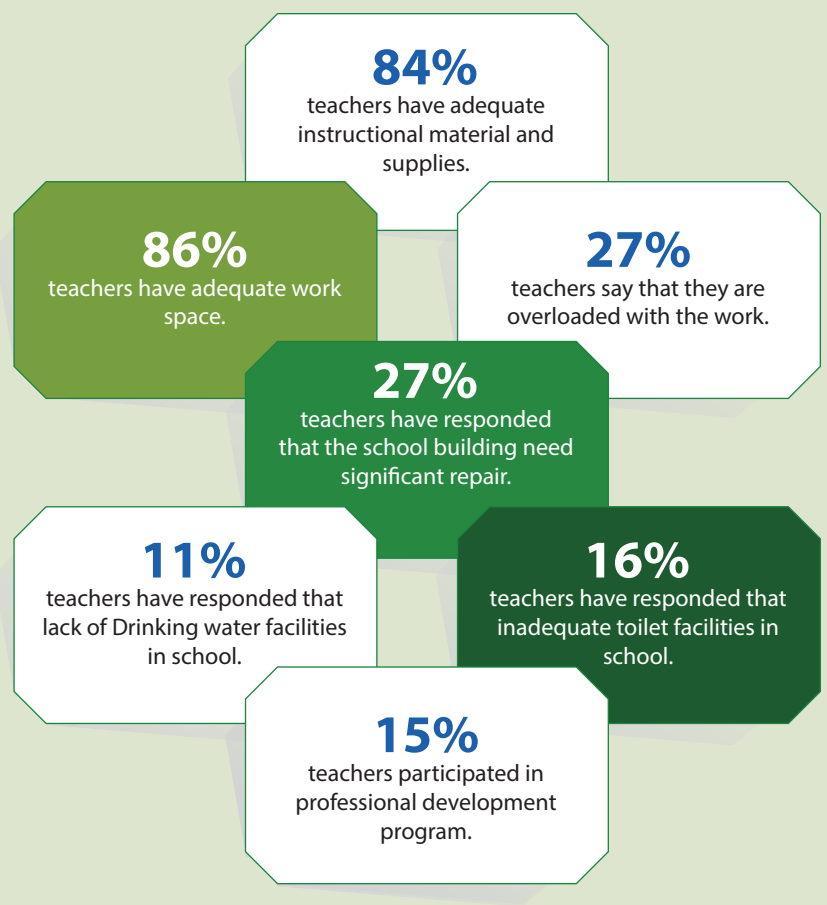 84%
teachers have adequate
instructional material and
supplies.
86%
teachers have adequate work
space.
27%
teachers say that they are
overloaded with the work.
27%
teachers have responded
that the school building need
significant repair.
11%
teachers have responded that
lack of Drinking water facilities
in school.
16%
teachers have responded that
inadequate toilet facilities in
school.
15%
teachers participated in
professional development
program.